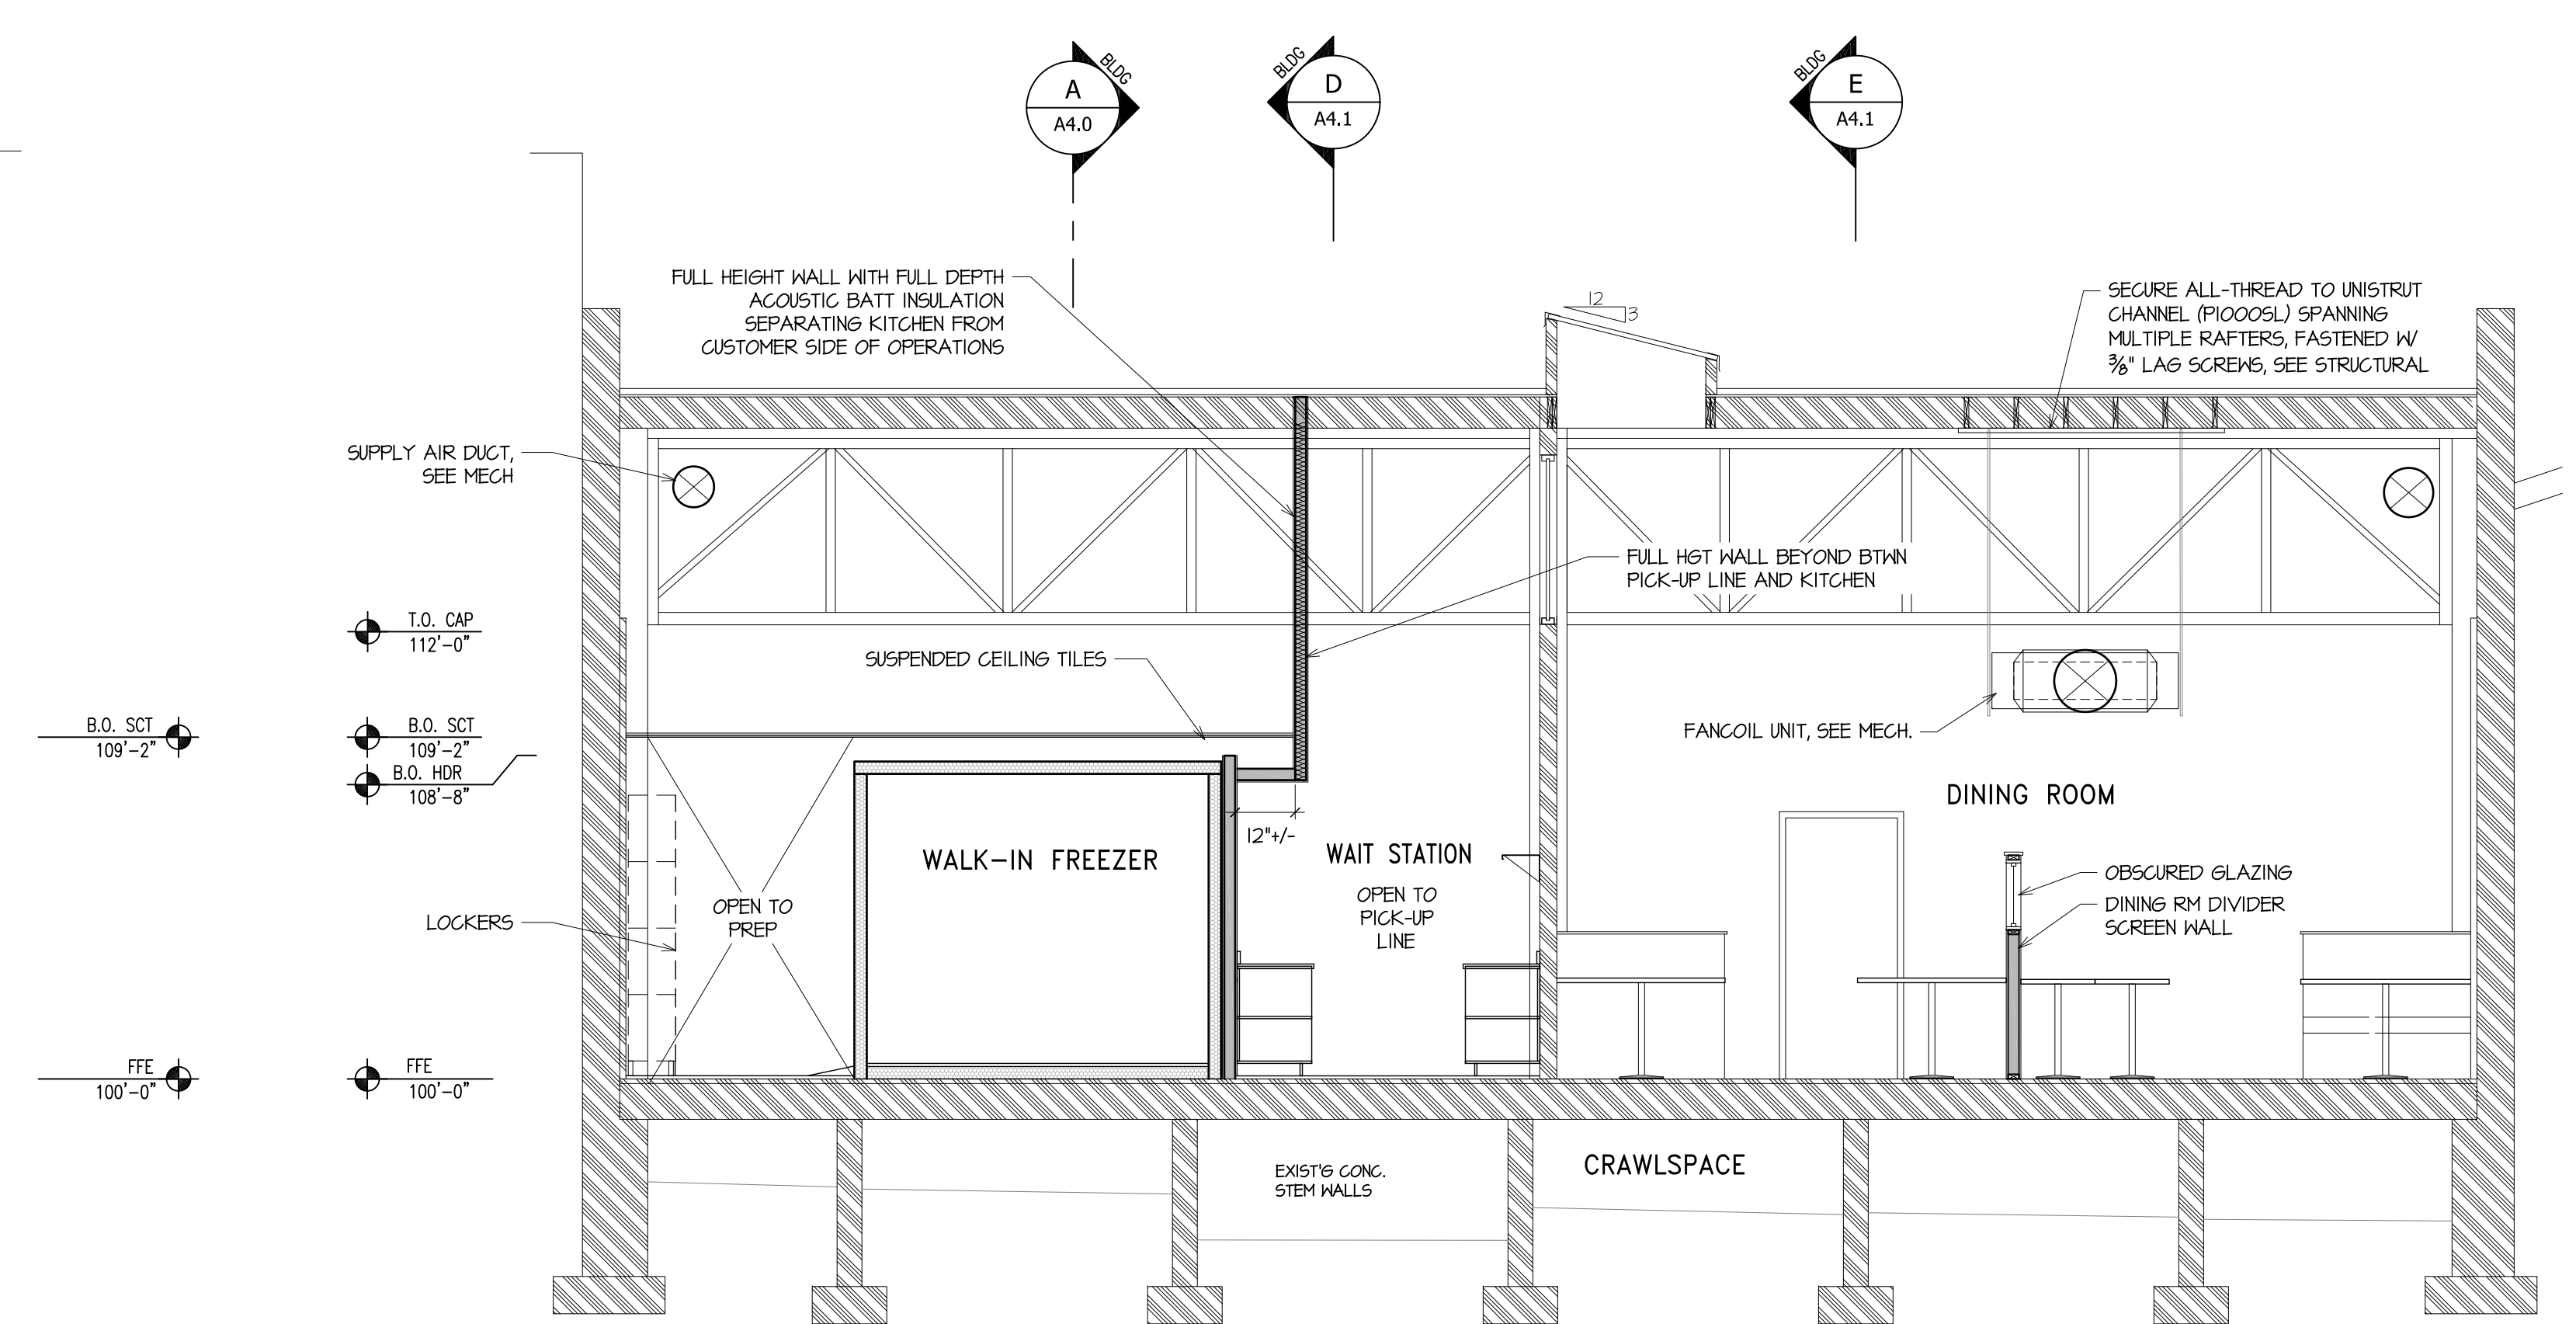 BLDG
A
A4.0
BLDG
D
A4.1
BLDG
E
A4.1
FULL HEIGHT WALL WITH FULL DEPTH
ACOUSTIC BATT INSULATION
SEPARATING KITCHEN FROM
CUSTOMER SIDE OF OPERATIONS
12
3
SECURE ALL-THREAD TO UNISTRUT
CHANNEL (P1000SL) SPANNING
MULTIPLE RAFTERS, FASTENED W/
3/8" LAG SCREWS, SEE STRUCTURAL
SUPPLY AIR DUCT,
SEE MECH
FULL HGT WALL BEYOND BTWN
PICK-UP LINE AND KITCHEN
T.O. CAP
112'-0"
SUSPENDED CEILING TILES
B.O. SCT
109'-2"
B.O. SCT
109'-2"
B.O. HDR
108'-8"
FANCOIL UNIT, SEE MECH.
DINING ROOM
12"+/-
WALK-IN FREEZER
WAIT STATION
OPEN TO
PICK-UP
LINE
OBSCURED GLAZING
DINING RM DIVIDER
SCREEN WALL
LOCKERS
OPEN TO
PREP
FFE
100'-0"
FFE
100'-0"
EXIST'G CONC.
STEM WALLS
CRAWLSPACE